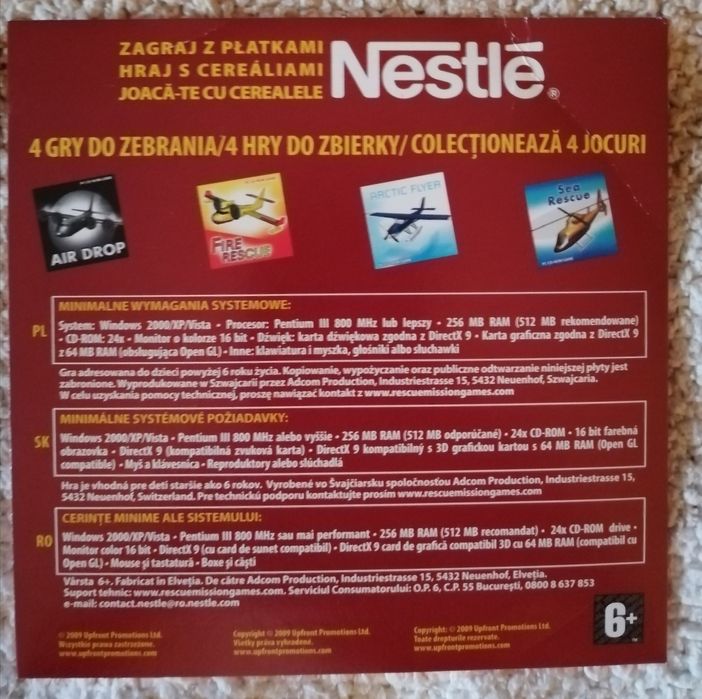 ZAGRAJ Z PŁATKAMI
HRAJ S CEREÁLIAMI
JOACĂ-TE CU CEREALELE
Nestlé®
4 GRY DO ZEBRANIA/4 HRY DO ZBIERKY/ COLECȚIONEAZĂ 4 JOCURI
AIR DROP
FIRE
RESCUE
ARCTIC FLYER
Sea
Rescue
PC CD-ROM GAME
PL
MINIMALNE WYMAGANIA SYSTEMOWE:
System: Windows 2000/XP/Vista • Procesor: Pentium III 800 MHz lub lepszy • 256 MB RAM (512 MB rekomendowane)
• CD-ROM: 24x • Monitor o kolorze 16 bit • Dźwięk: karta dźwiękowa zgodna z DirectX 9 • Karta graficzna zgodna z DirectX 9
z 64 MB RAM (obsługująca Open GL) • Inne: klawiatura i myszka, głośniki albo słuchawki
Gra adresowana do dzieci powyżej 6 roku życia. Kopiowanie, wypożyczanie oraz publiczne odtwarzanie niniejszej płyty jest
zabronione. Wyprodukowane w Szwajcarii przez Adcom Production, Industriestrasse 15, 5432 Neuenhof, Szwajcaria.
W celu uzyskania pomocy technicznej, proszę nawiązać kontakt z www.rescuemissiongames.com
SK
MINIMÁLNE SYSTÉMOVÉ POŽIADAVKY:
Windows 2000/XP/Vista • Pentium III 800 MHz alebo vyššie • 256 MB RAM (512 MB odporúčané) • 24x CD-ROM • 16 bit farebná
obrazovka • DirectX 9 (kompatibilná zvuková karta) • DirectX 9 kompatibilný s 3D grafickou kartou s 64 MB RAM (Open GL
compatible) • Myš a klávesnica • Reproduktory alebo slúchadlá
Hra je vhodná pre deti staršie ako 6 rokov. Vyrobené vo Švajčiarsku spoločnosťou Adcom Production, Industriestrasse 15,
5432 Neuenhof, Switzerland. Pre technickú podporu kontaktujte prosím www.rescuemissiongames.com
RO
CERINȚE MINIME ALE SISTEMULUI:
Windows 2000/XP/Vista • Pentium III 800 MHz sau mai performant • 256 MB RAM (512 MB recomandat) • 24x CD-ROM drive •
Monitor color 16 bit • DirectX 9 (cu card de sunet compatibil) • DirectX 9 card de grafică compatibil 3D cu 64 RAM (compatibil cu
Open GL) • Mouse și tastatură • Boxe și căști
Vârsta 6+. Fabricat în Elveția. De către Adcom Production, Industriestrasse 15, 5432 Neuenhof, Elveția.
Suport tehnic: www.rescuemissiongames.com. Serviciul Consumatorului: O.P. 6, C.P. 55 București, 0800 8 637 853
e-mail: contact.nestle@ro.nestle.com
6+
© 2009 Upfront Promotions Ltd.
Wszystkie prawa zastrzeżone.
www.upfrontpromotions.com
© 2009 Upfront Promotions Ltd.
Všetky práva vyhradené.
www.upfrontpromotions.com
Copyright: © 2009 Upfront Promotions Ltd.
Toate drepturile rezervate.
www.upfrontpromotions.com